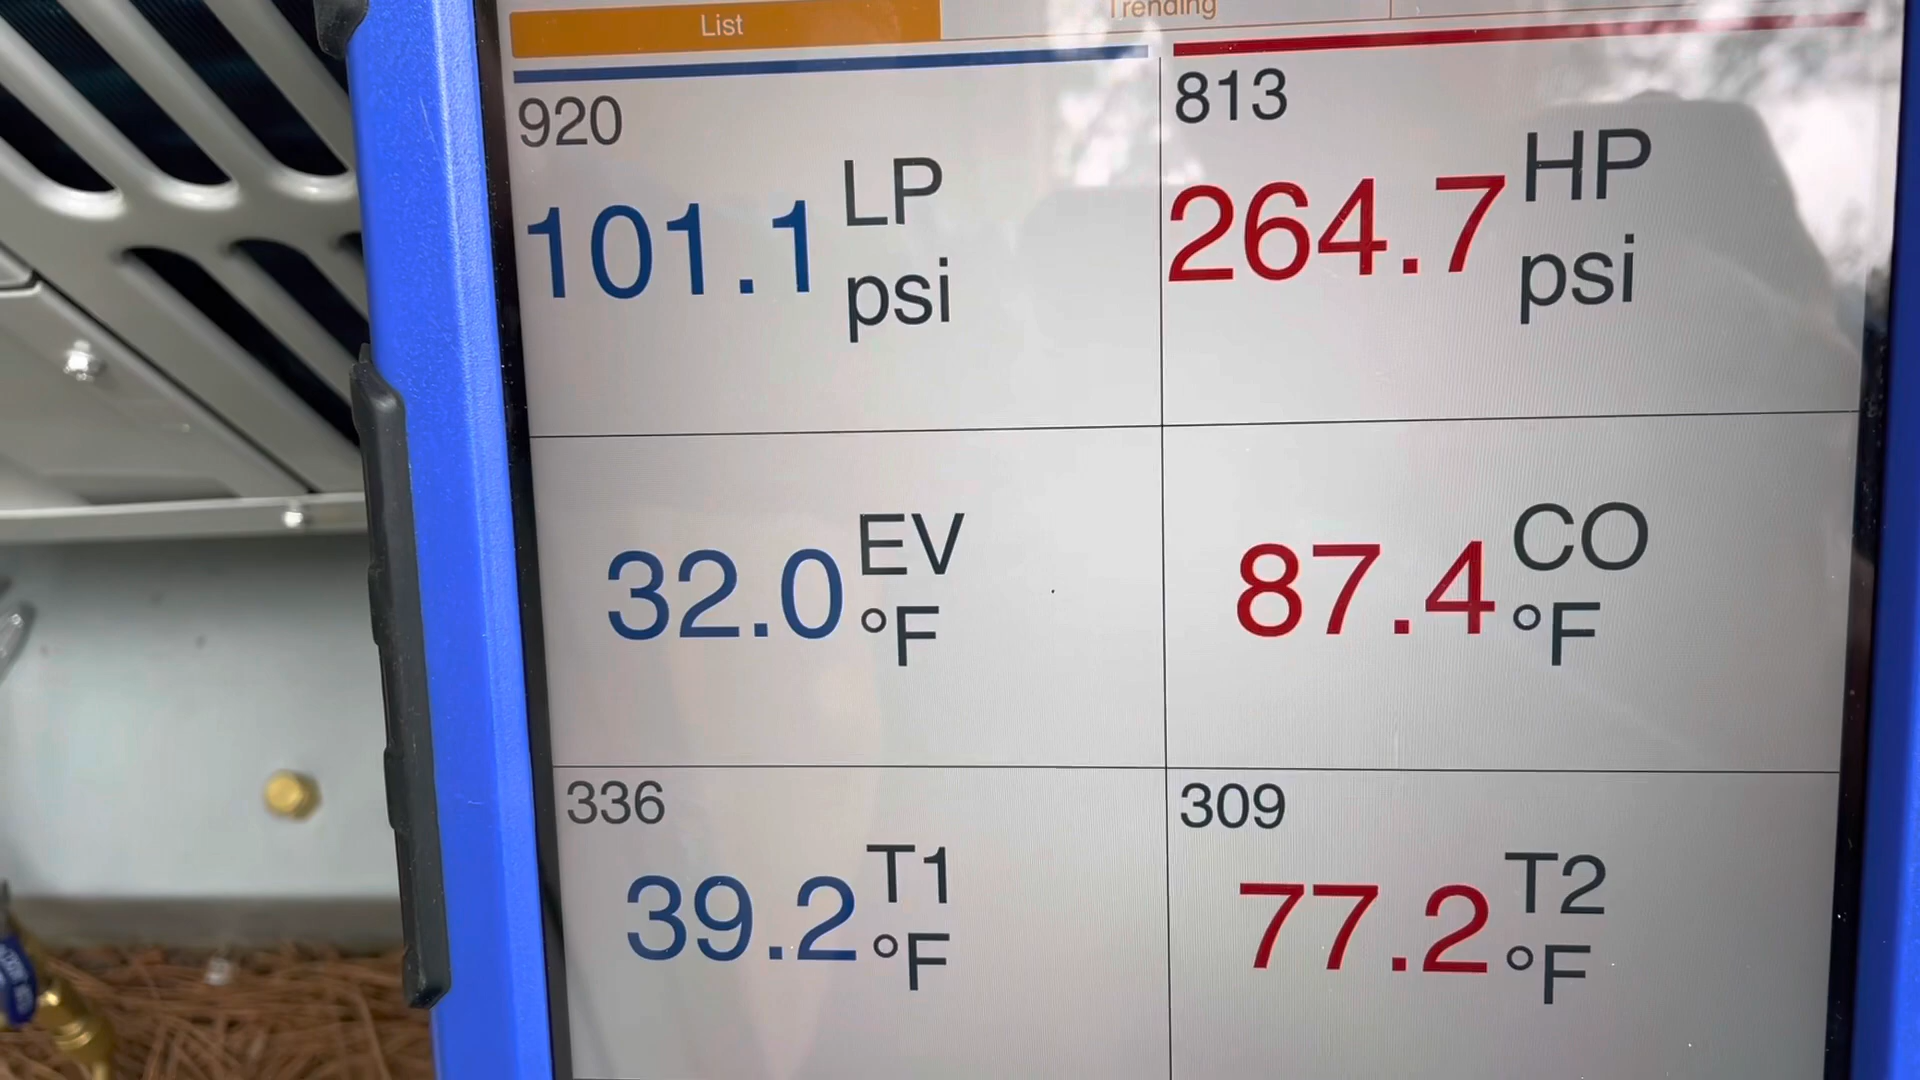 List
Trending
920
101.1 LP psi
813
264.7 HP psi
32.0 EV °F
87.4 CO °F
336
39.2 T1 °F
309
77.2 T2 °F